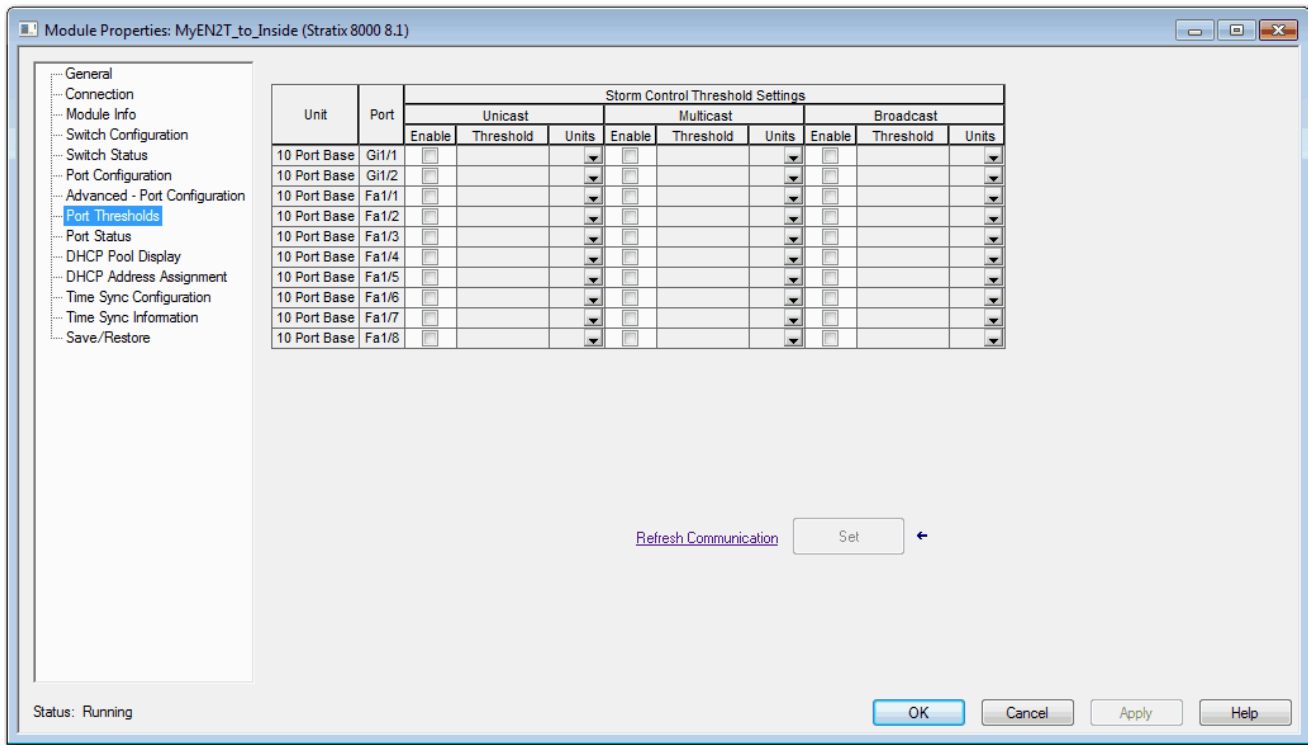 Module Properties: MyEN2T_to_Inside (Stratix 8000 8.1)
General
Connection
Module Info
Switch Configuration
Switch Status
Port Configuration
Advanced - Port Configuration
Port Thresholds
Port Status
DHCP Pool Display
DHCP Address Assignment
Time Sync Configuration
Time Sync Information
Save/Restore
Storm Control Threshold Settings
Unit Port Unicast Multicast Broadcast
Enable Threshold Units Enable Threshold Units Enable Threshold Units
10 Port Base Gi1/1
10 Port Base Gi1/2
10 Port Base Fa1/1
10 Port Base Fa1/2
10 Port Base Fa1/3
10 Port Base Fa1/4
10 Port Base Fa1/5
10 Port Base Fa1/6
10 Port Base Fa1/7
10 Port Base Fa1/8
Refresh Communication Set
Status: Running OK Cancel Apply Help